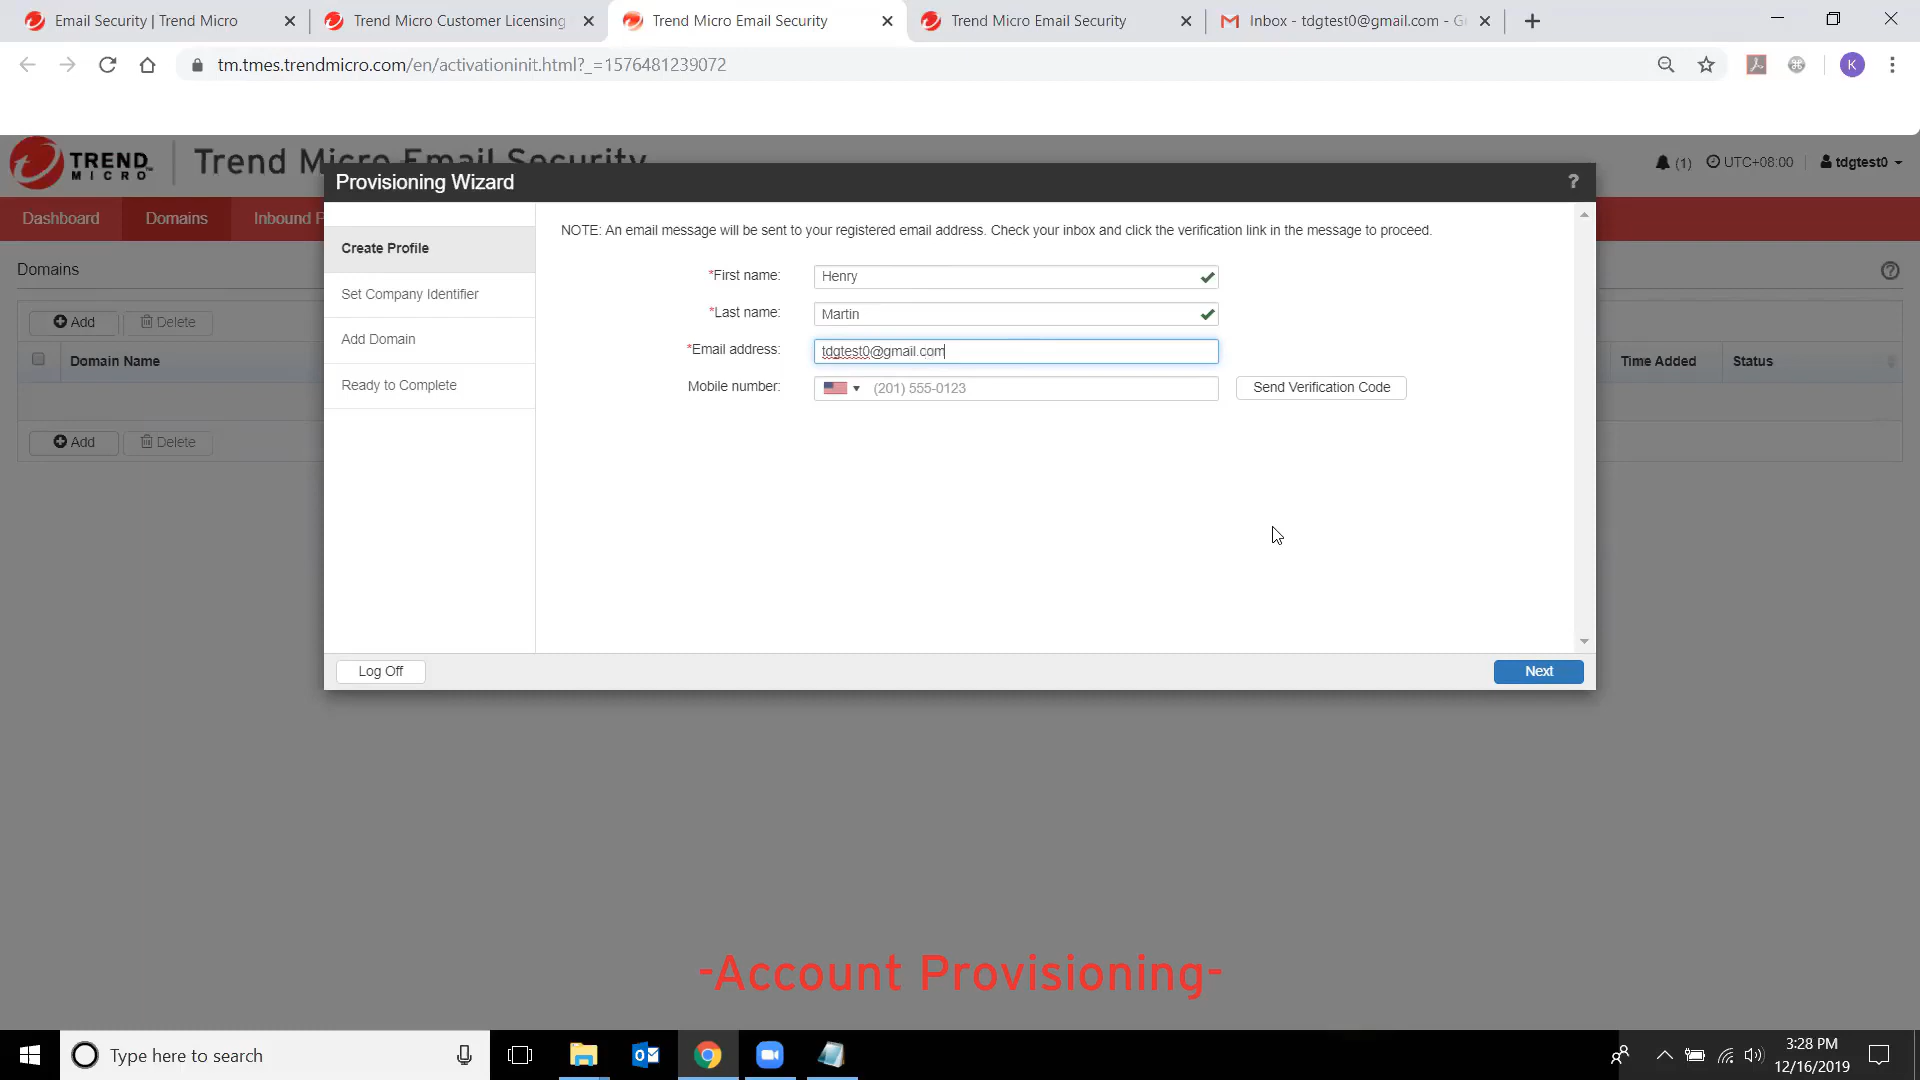 Email Security | Trend Micro
Trend Micro Customer Licensing
Trend Micro Email Security
Trend Micro Email Security
Inbox - tdgtest0@gmail.com - G
tm.tmes.trendmicro.com/en/activationinit.html?_=1576481239072
K
TREND MICRO™
Trend Micro Email Security
(1)
UTC+08:00
tdgtest0
Provisioning Wizard
?
Dashboard
Domains
Inbound P
Create Profile
Set Company Identifier
Add Domain
Ready to Complete
NOTE: An email message will be sent to your registered email address. Check your inbox and click the verification link in the message to proceed.
*First name:
Henry
*Last name:
Martin
*Email address:
tdgtest0@gmail.com
Mobile number:
(201) 555-0123
Send Verification Code
Domains
?
Add
Delete
Domain Name
Time Added
Status
Add
Delete
Log Off
Next
-Account Provisioning-
Type here to search
3:28 PM
12/16/2019